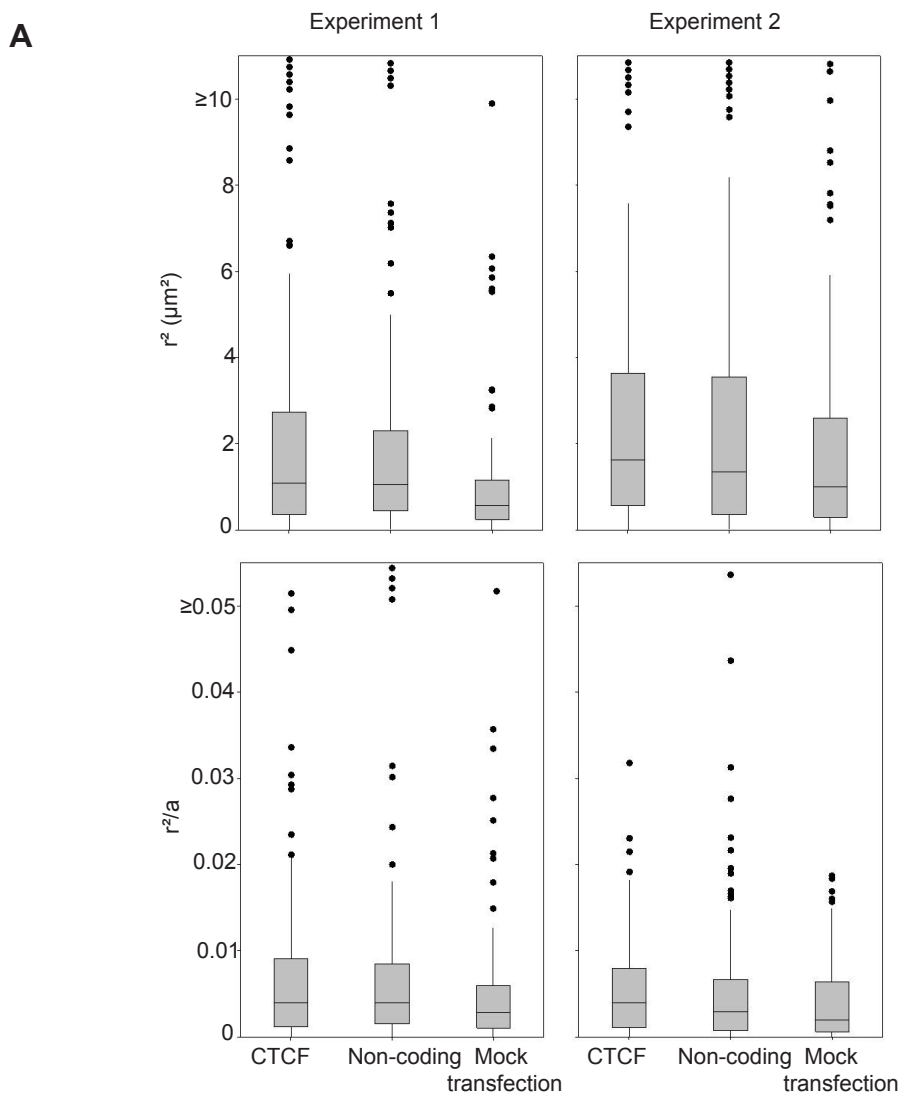 A
Experiment 1
Experiment 2
≥10
8
6
4
2
0
r² (µm²)
≥0.05
0.04
0.03
0.02
0.01
0
r²/a
CTCF Non-coding Mock transfection
CTCF Non-coding Mock transfection